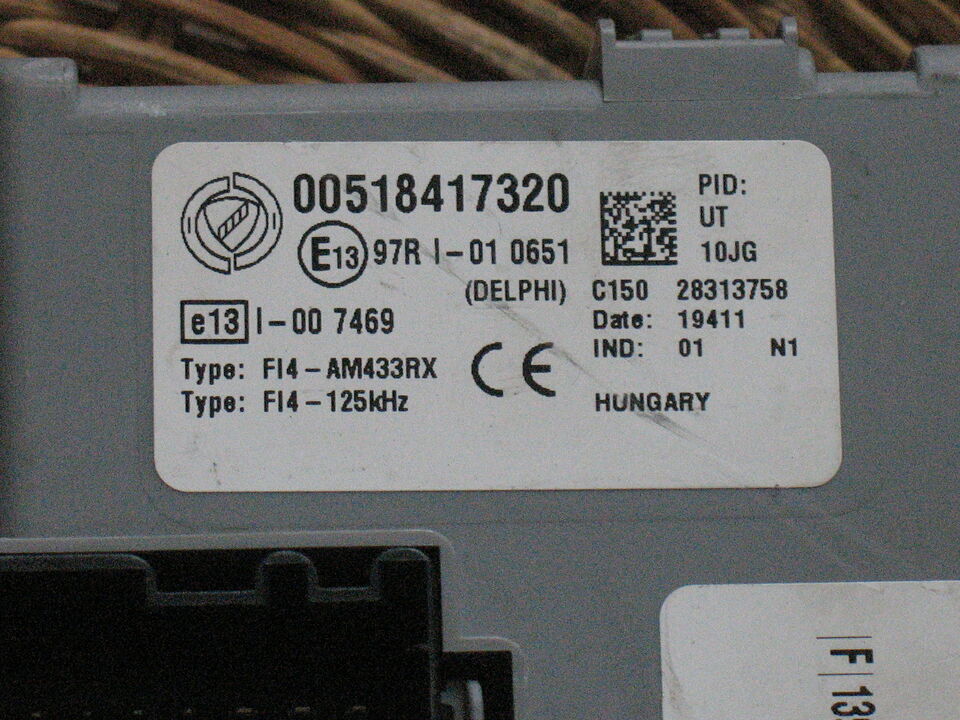 00518417320
E13 97R I-01 0651
(DELPHI)
e13 I-00 7469
Type: FI4-AM433RX
Type: FI4-125kHz
CE
PID:
UT
10JG
C150 28313758
Date: 19411
IND: 01 N1
HUNGARY
F